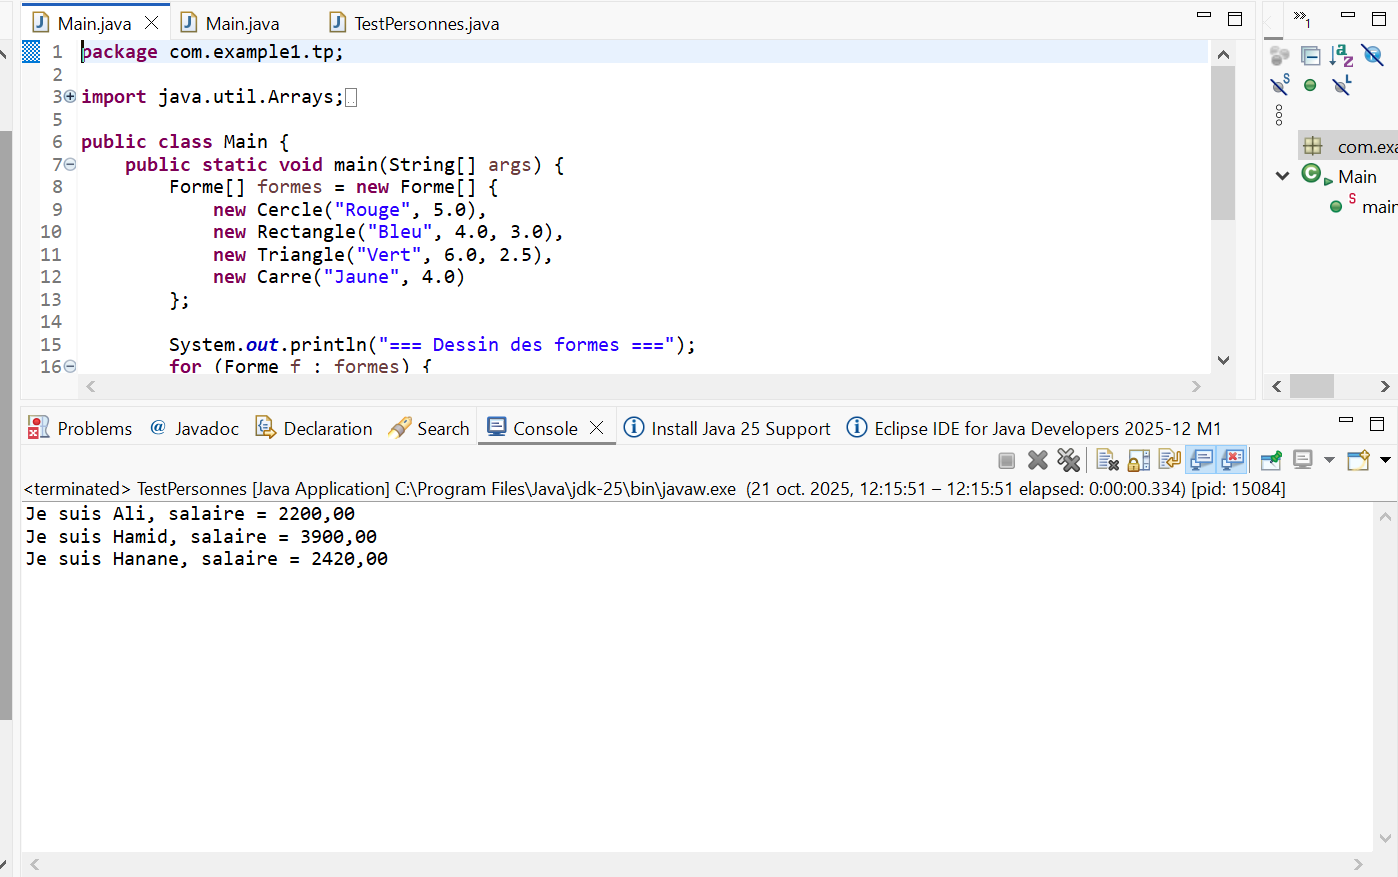 Main.java Main.java TestPersonnes.java
1 package com.example1.tp;
2
3 import java.util.Arrays;
5
6 public class Main {
7 public static void main(String[] args) {
8 Forme[] formes = new Forme[] {
9 new Cercle("Rouge", 5.0),
10 new Rectangle("Bleu", 4.0, 3.0),
11 new Triangle("Vert", 6.0, 2.5),
12 new Carre("Jaune", 4.0)
13 };
14
15 System.out.println("=== Dessin des formes ===");
16 for (Forme f : formes) {
»1
com.exa
Main
main
Problems Javadoc Declaration Search Console Install Java 25 Support Eclipse IDE for Java Developers 2025-12 M1
<terminated> TestPersonnes [Java Application] C:\Program Files\Java\jdk-25\bin\javaw.exe (21 oct. 2025, 12:15:51 – 12:15:51 elapsed: 0:00:00.334) [pid: 15084]
Je suis Ali, salaire = 2200,00
Je suis Hamid, salaire = 3900,00
Je suis Hanane, salaire = 2420,00